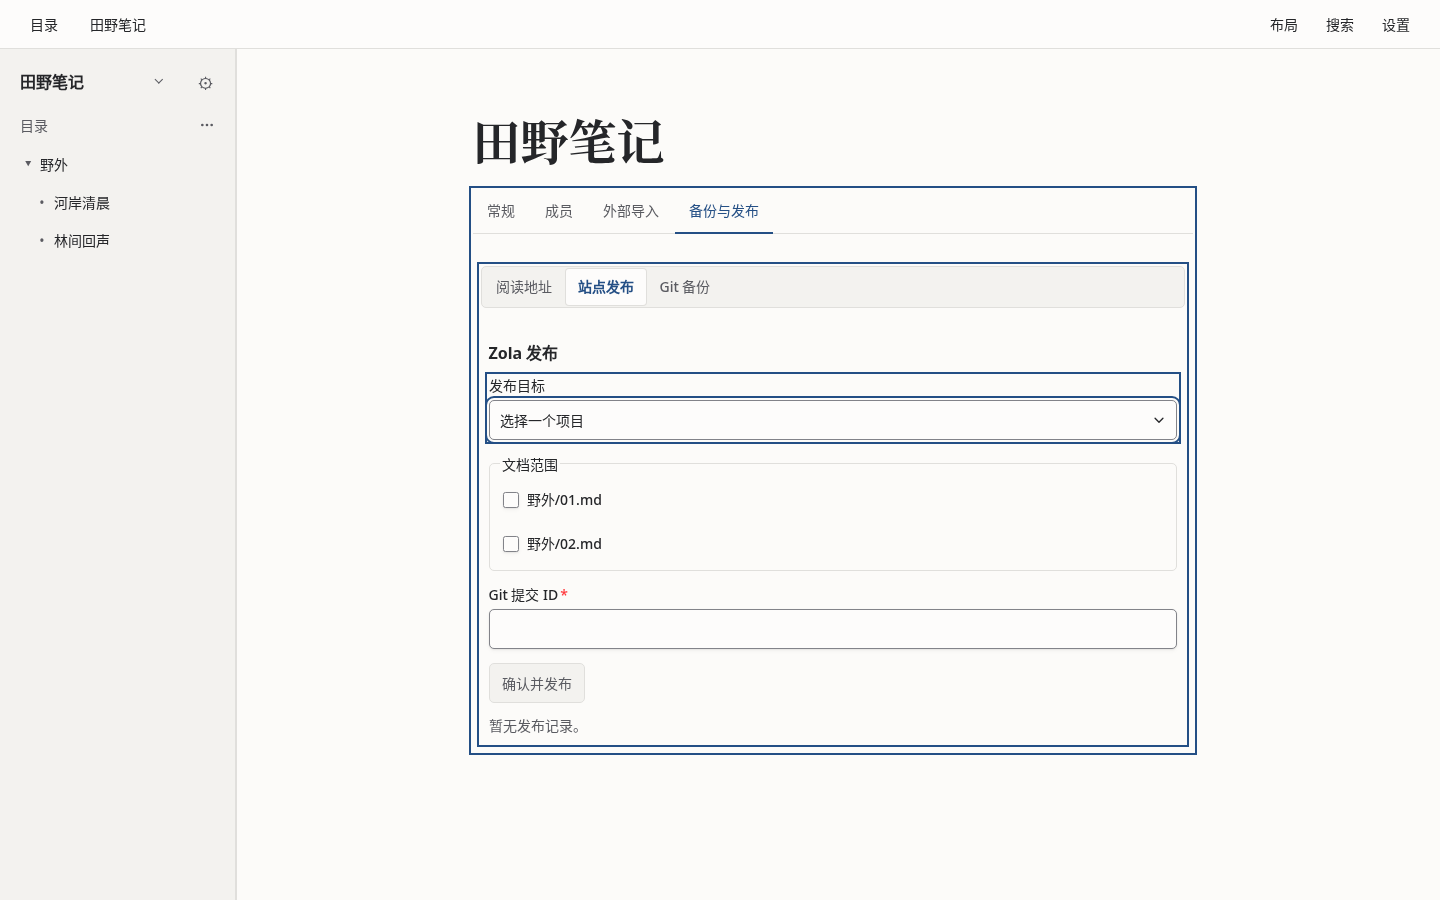 目录 田野笔记 布局 搜索 设置
田野笔记
目录
野外
河岸清晨
林间回声
田野笔记
常规 成员 外部导入 备份与发布
阅读地址 站点发布 Git 备份
Zola 发布
发布目标
选择一个项目
文档范围
野外/01.md
野外/02.md
Git 提交 ID *
确认并发布
暂无发布记录。